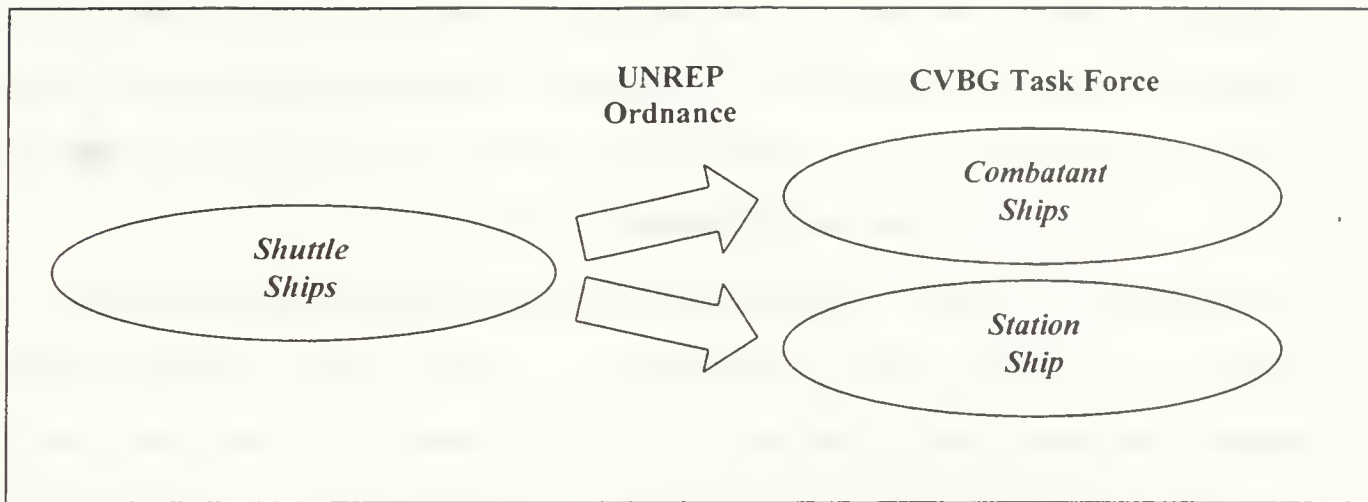 UNREP
Ordnance
CVBG Task Force
Shuttle
Ships
Combatant
Ships
Station
Ship